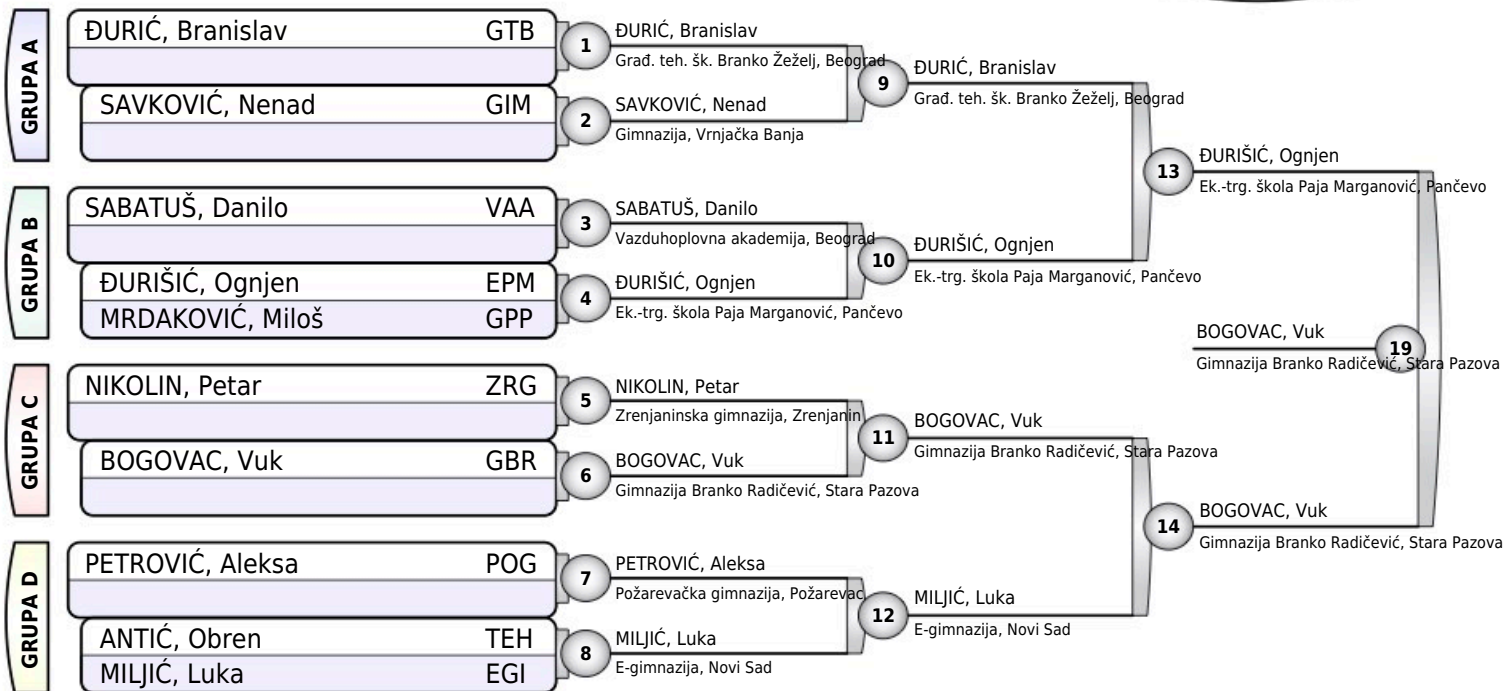 GRUPA A
ĐURIĆ, Branislav GTB
SAVKOVIĆ, Nenad GIM
GRUPA B
SABATUŠ, Danilo VAA
ĐURIŠIĆ, Ognjen EPM
MRDAKOVIĆ, Miloš GPP
GRUPA C
NIKOLIN, Petar ZRG
BOGOVAC, Vuk GBR
GRUPA D
PETROVIĆ, Aleksa POG
ANTIĆ, Obren TEH
MILJIĆ, Luka EGI
1
ĐURIĆ, Branislav
Građ. teh. šk. Branko Žeželj, Beograd
2
SAVKOVIĆ, Nenad
Gimnazija, Vrnjačka Banja
3
SABATUŠ, Danilo
Vazduhoplovna akademija, Beograd
4
ĐURIŠIĆ, Ognjen
Ek.-trg. škola Paja Marganović, Pančevo
5
NIKOLIN, Petar
Zrenjaninska gimnazija, Zrenjanin
6
BOGOVAC, Vuk
Gimnazija Branko Radičević, Stara Pazova
7
PETROVIĆ, Aleksa
Požarevačka gimnazija, Požarevac
8
MILJIĆ, Luka
E-gimnazija, Novi Sad
9
ĐURIĆ, Branislav
Građ. teh. šk. Branko Žeželj, Beograd
10
ĐURIŠIĆ, Ognjen
Ek.-trg. škola Paja Marganović, Pančevo
11
BOGOVAC, Vuk
Gimnazija Branko Radičević, Stara Pazova
12
MILJIĆ, Luka
E-gimnazija, Novi Sad
13
ĐURIŠIĆ, Ognjen
Ek.-trg. škola Paja Marganović, Pančevo
14
BOGOVAC, Vuk
Gimnazija Branko Radičević, Stara Pazova
19
BOGOVAC, Vuk
Gimnazija Branko Radičević, Stara Pazova